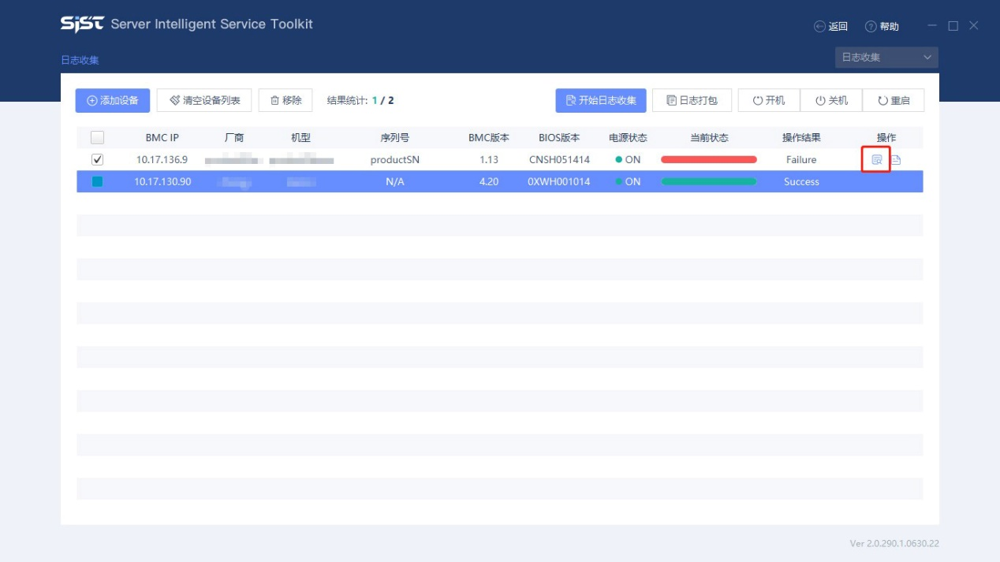 SiST Server Intelligent Service Toolkit
返回 帮助
日志收集 日志收集
添加设备 清空设备列表 移除 结果统计: 1 / 2 开始日志收集 日志打包 开机 关机 重启
BMC IP 厂商 机型 序列号 BMC版本 BIOS版本 电源状态 当前状态 操作结果 操作
10.17.136.9 productSN 1.13 CNSH051414 ON Failure
10.17.130.90 N/A 4.20 0XWH001014 ON Success
Ver 2.0.290.1.0630.22